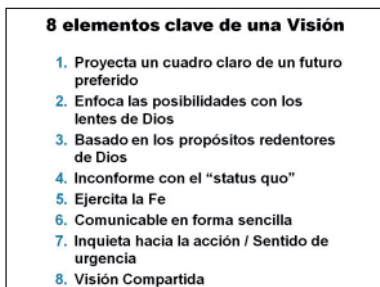 8 elementos clave de una Visión
1. Proyecta un cuadro claro de un futuro
preferido
2. Enfoca las posibilidades con los
lentes de Dios
3. Basado en los propósitos redentores
de Dios
4. Inconforme con el “status quo”
5. Ejercita la Fe
6. Comunicable en forma sencilla
7. Inquieta hacia la acción / Sentido de
urgencia
8. Visión Compartida